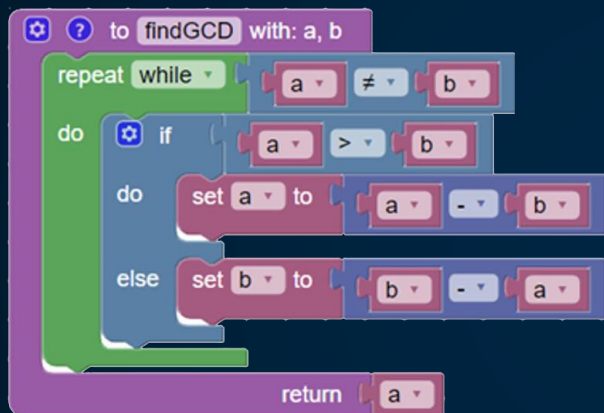 ? to findGCD with: a, b
repeat while a ≠ b
do if a > b
do set a to a - b
else set b to b - a
return a